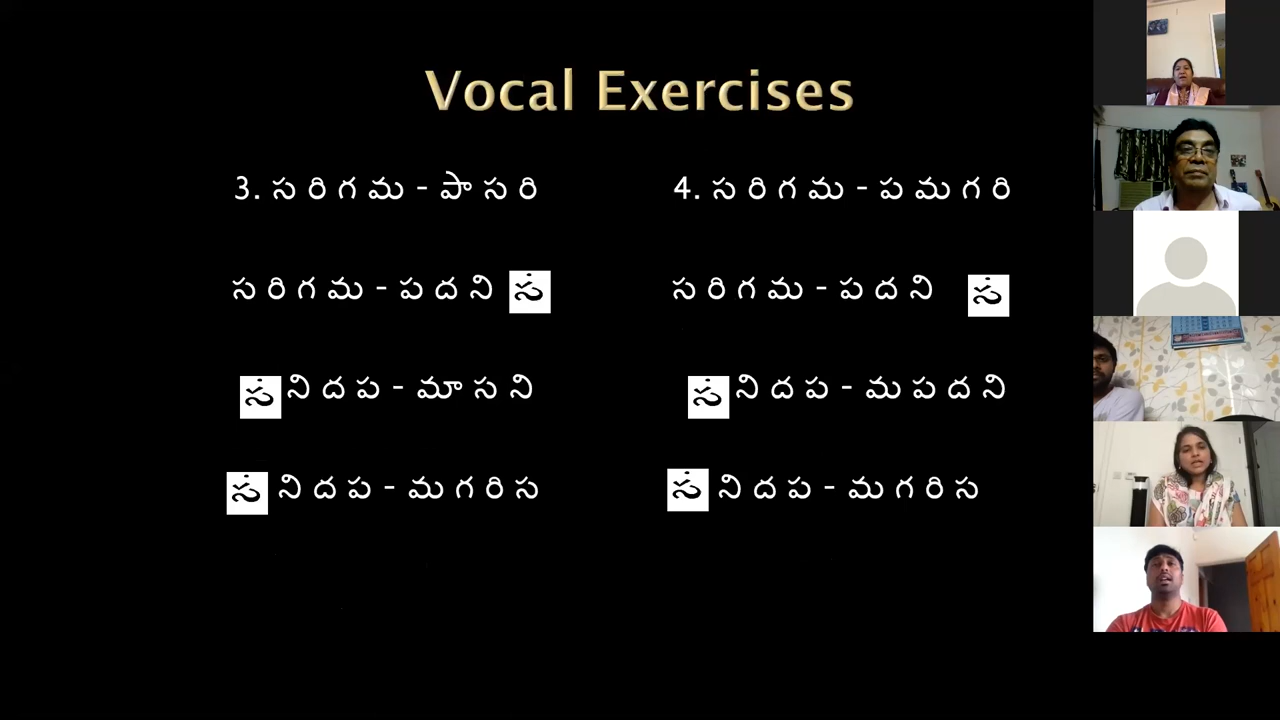 Vocal Exercises
3. స రి గ మ - పా స రి
స రి గ మ - ప ద ని స̇
స̇ ని ద ప - మా స ని
స̇ ని ద ప - మ గ రి స
4. స రి గ మ - ప మ గ రి
స రి గ మ - ప ద ని స̇
స̇ ని ద ప - మ ప ద ని
స̇ ని ద ప - మ గ రి స